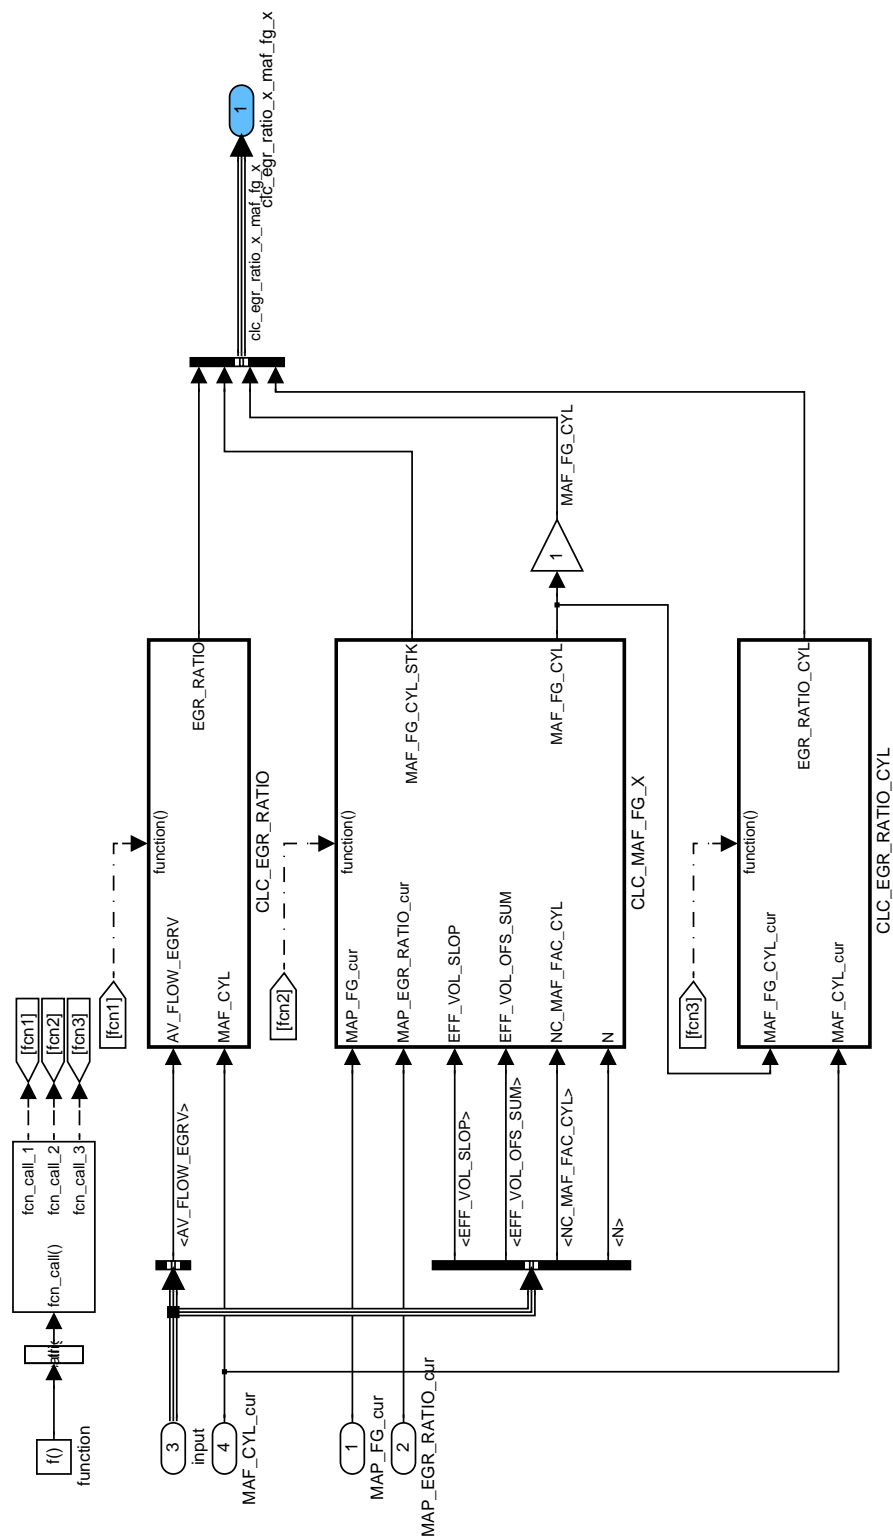 f()
function
fcn_call()
fcn_call_1
fcn_call_2
fcn_call_3
[fcn1]
[fcn2]
[fcn3]
3
input
4
MAF_CYL_cur
1
MAP_FG_cur
2
MAP_EGR_RATIO_cur
<AV_FLOW_EGRV>
<EFF_VOL_SLOP>
<EFF_VOL_OFS_SUM>
<NC_MAF_FAC_CYL>
<N>
[fcn1]
AV_FLOW_EGRV
MAF_CYL
function()
EGR_RATIO
CLC_EGR_RATIO
[fcn2]
MAP_FG_cur
MAP_EGR_RATIO_cur
EFF_VOL_SLOP
EFF_VOL_OFS_SUM
NC_MAF_FAC_CYL
N
function()
MAF_FG_CYL_STK
MAF_FG_CYL
CLC_MAF_FG_X
[fcn3]
MAF_FG_CYL_cur
MAF_CYL_cur
function()
EGR_RATIO_CYL
CLC_EGR_RATIO_CYL
1
MAF_FG_CYL
clc_egr_ratio_x_maf_fg_x
1
clc_egr_ratio_x_maf_fg_x